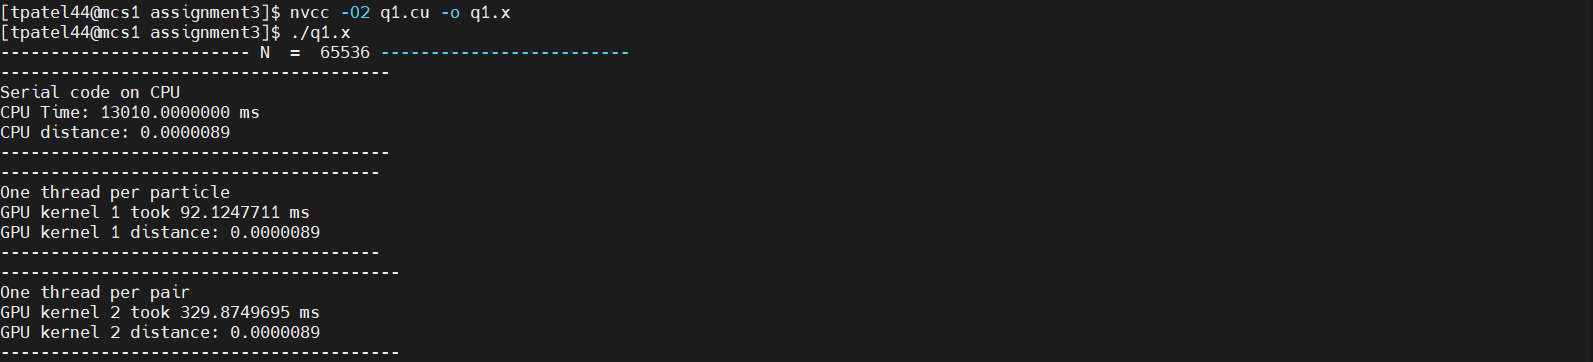 [tpatel44@mcs1 assignment3]$ nvcc -O2 q1.cu -o q1.x
[tpatel44@mcs1 assignment3]$ ./q1.x
------------------------- N  =  65536 -------------------------
---------------------------------------
Serial code on CPU
CPU Time: 13010.0000000 ms
CPU distance: 0.0000089
---------------------------------------
--------------------------------------
One thread per particle
GPU kernel 1 took 92.1247711 ms
GPU kernel 1 distance: 0.0000089
--------------------------------------
----------------------------------------
One thread per pair
GPU kernel 2 took 329.8749695 ms
GPU kernel 2 distance: 0.0000089
----------------------------------------